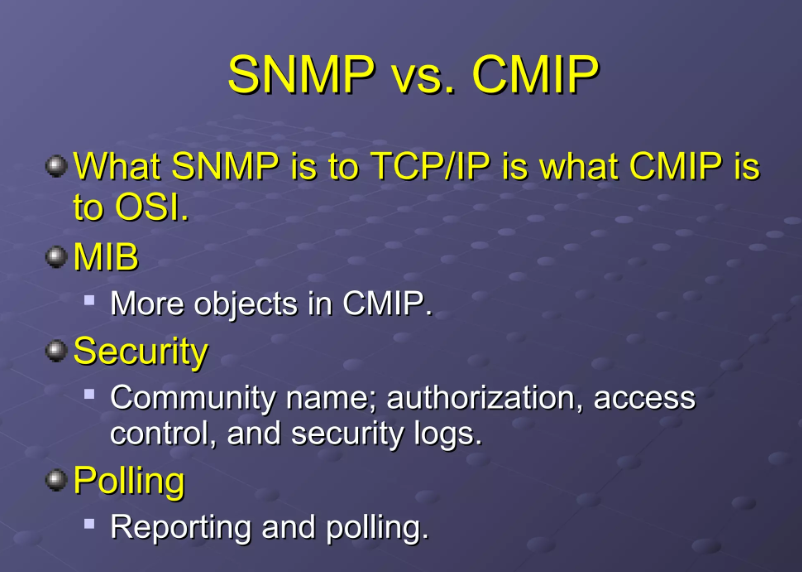 SNMP vs. CMIP
What SNMP is to TCP/IP is what CMIP is
to OSI.
MIB
More objects in CMIP.
Security
Community name; authorization, access
control, and security logs.
Polling
Reporting and polling.